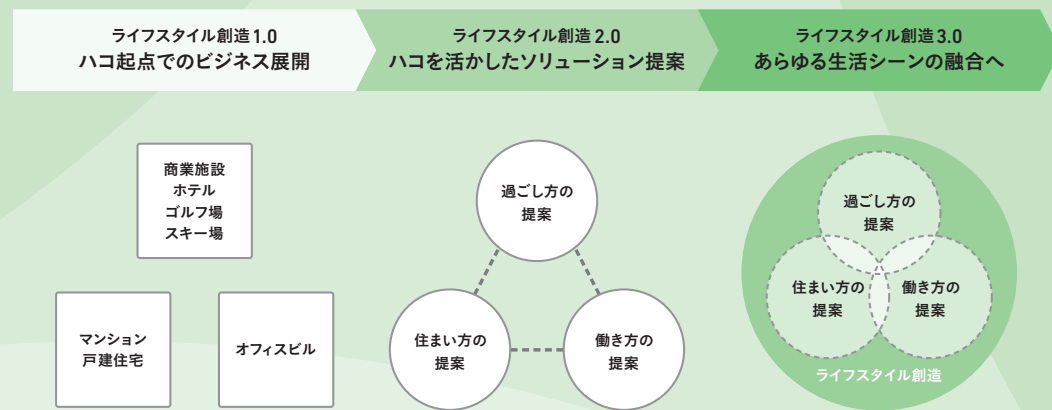 ライフスタイル創造1.0
ハコ起点でのビジネス展開
ライフスタイル創造2.0
ハコを活かしたソリューション提案
ライフスタイル創造3.0
あらゆる生活シーンの融合へ
商業施設
ホテル
ゴルフ場
スキー場
マンション
戸建住宅
オフィスビル
過ごし方の
提案
住まい方の
提案
働き方の
提案
過ごし方の
提案
住まい方の
提案
働き方の
提案
ライフスタイル創造